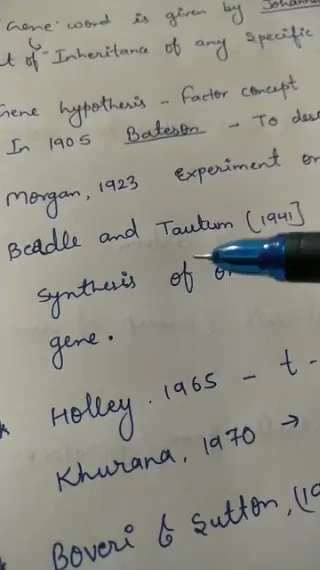 'Gene' word is given by
of Inheritance of any specific
Gene hypothesis - Factor concept
In 1905 Bateson - To
Morgan, 1923 Experiment on
Beadle and Tautum (1941]
synthesis of
gene.
Holley. 1965 - t -
Khurana, 1970 →
Boveri & Sutton, (19